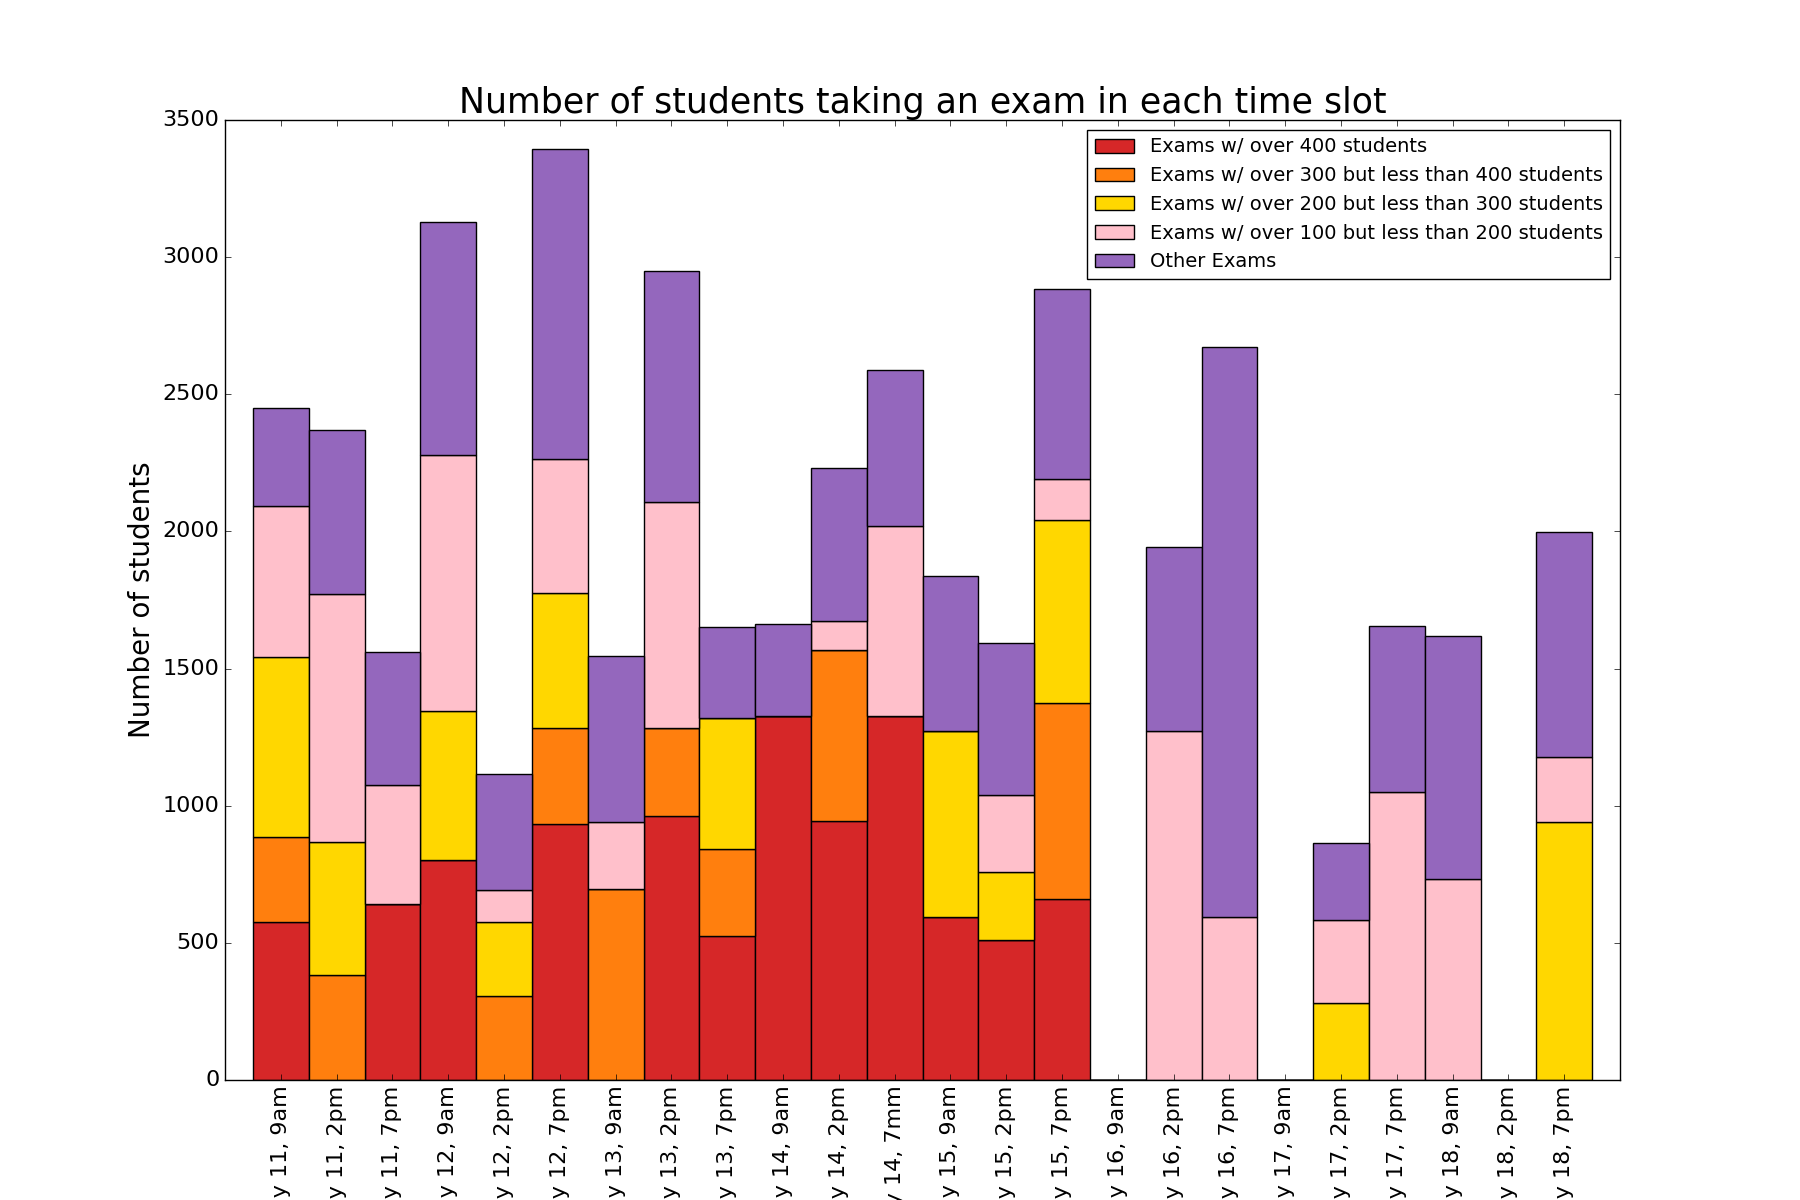 Number of students taking an exam in each time slot
3500
3000
2500
2000
1500
1000
500
0
Number of students
Exams w/ over 400 students
Exams w/ over 300 but less than 400 students
Exams w/ over 200 but less than 300 students
Exams w/ over 100 but less than 200 students
Other Exams
y 11, 9am
y 11, 2pm
y 11, 7pm
y 12, 9am
y 12, 2pm
y 12, 7pm
y 13, 9am
y 13, 2pm
y 13, 7pm
y 14, 9am
y 14, 2pm
y 14, 7mm
y 15, 9am
y 15, 2pm
y 15, 7pm
y 16, 9am
y 16, 2pm
y 16, 7pm
y 17, 9am
y 17, 2pm
y 17, 7pm
y 18, 9am
y 18, 2pm
y 18, 7pm